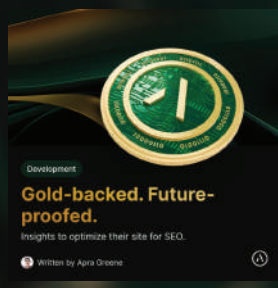 Development
Gold-backed. Future-
proofed.
Insights to optimize their site for SEO.
Written by Apra Greene